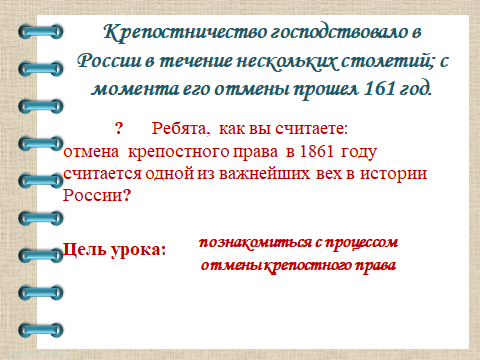 Крепостничество господствовало в
России в течение нескольких столетий; с
момента его отмены прошел 161 год.
? Ребята, как вы считаете:
отмена крепостного права в 1861 году
считается одной из важнейших вех в истории
России?
Цель урока: познакомиться с процессом
отмены крепостного права